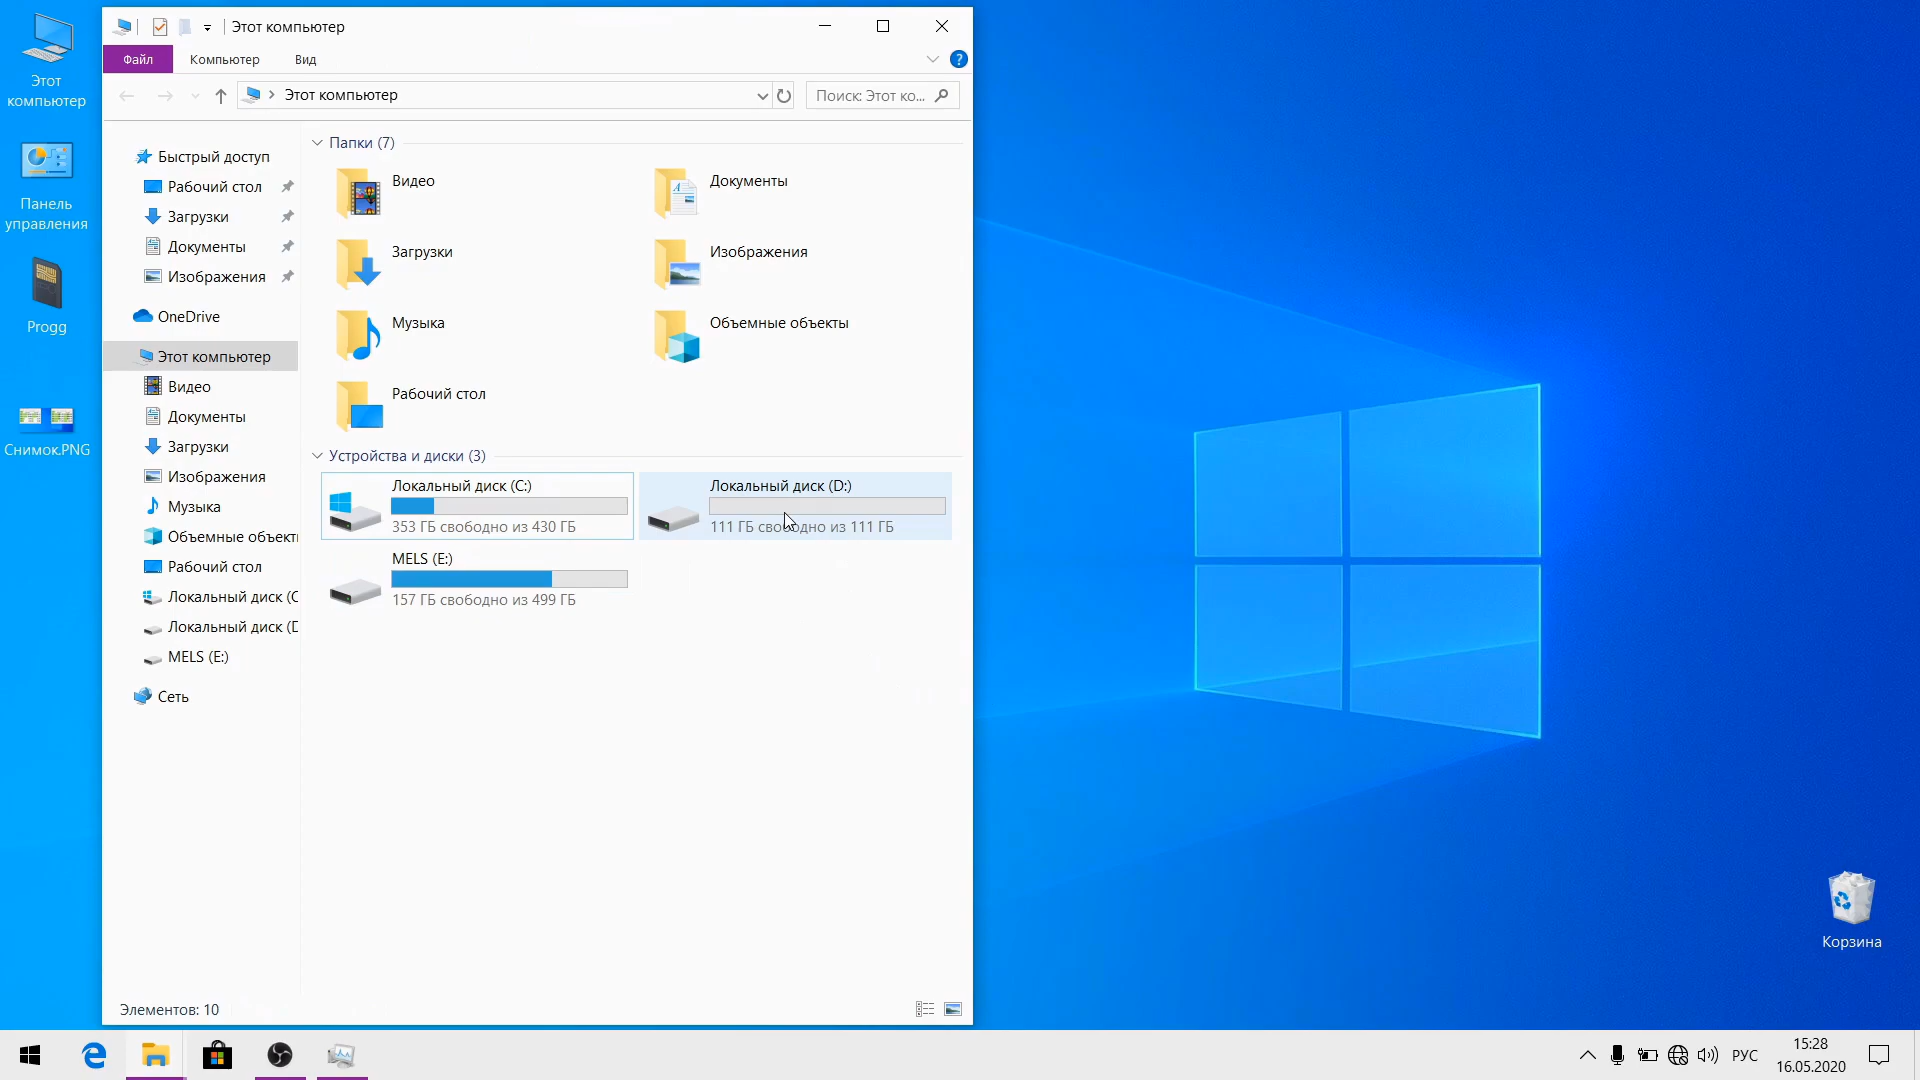 Этот компьютер
Файл
Компьютер
Вид
?
Этот компьютер
Поиск: Этот ко...
Быстрый доступ
Рабочий стол
Загрузки
Документы
Изображения
OneDrive
Этот компьютер
Видео
Документы
Загрузки
Изображения
Музыка
Объемные объект
Рабочий стол
Локальный диск (C
Локальный диск (D
MELS (E:)
Сеть
Папки (7)
Видео
Документы
Загрузки
Изображения
Музыка
Объемные объекты
Рабочий стол
Устройства и диски (3)
Локальный диск (C:)
353 ГБ свободно из 430 ГБ
Локальный диск (D:)
111 ГБ свободно из 111 ГБ
MELS (E:)
157 ГБ свободно из 499 ГБ
Элементов: 10
Этот
компьютер
Панель
управления
Progg
Снимок.PNG
Корзина
РУС
15:28
16.05.2020